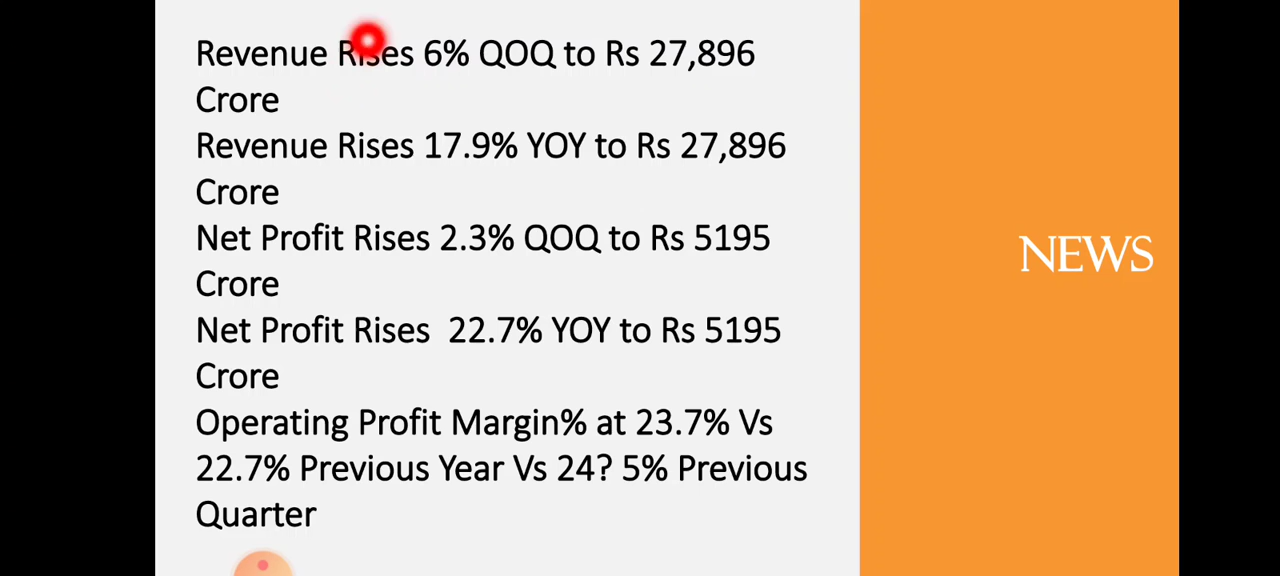 Revenue Rises 6% QOQ to Rs 27,896
Crore
Revenue Rises 17.9% YOY to Rs 27,896
Crore
Net Profit Rises 2.3% QOQ to Rs 5195
Crore
Net Profit Rises  22.7% YOY to Rs 5195
Crore
Operating Profit Margin% at 23.7% Vs
22.7% Previous Year Vs 24? 5% Previous
Quarter
NEWS